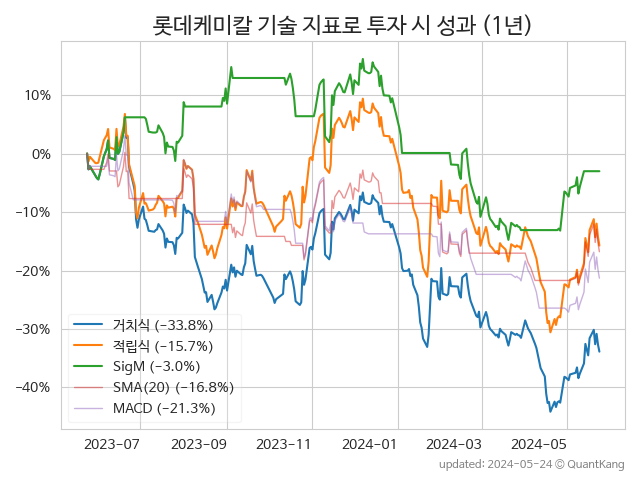 롯데케미칼 기술 지표로 투자 시 성과 (1년)
10%
0%
−10%
−20%
−30%
−40%
거치식 (−33.8%)
적립식 (−15.7%)
SigM (−3.0%)
SMA(20) (−16.8%)
MACD (−21.3%)
2023-07
2023-09
2023-11
2024-01
2024-03
2024-05
updated: 2024-05-24 © QuantKang